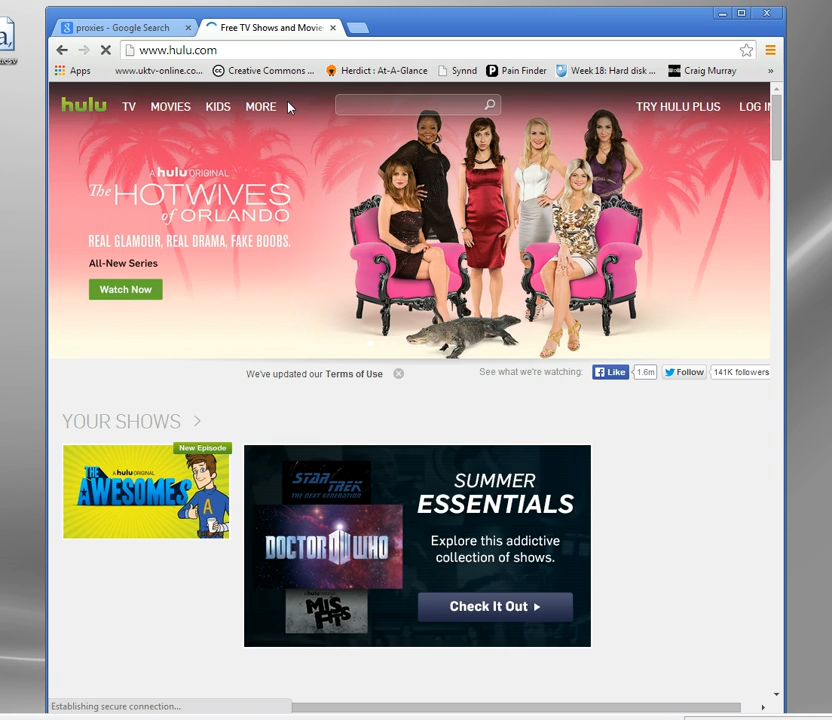 proxies - Google Search
Free TV Shows and Movie
www.hulu.com
Apps
www.uktv-online.co...
Creative Commons ...
Herdict : At-A-Glance
Synnd
Pain Finder
Week 18: Hard disk ...
Craig Murray
»
hulu
TV
MOVIES
KIDS
MORE
TRY HULU PLUS
LOG IN
A hulu ORIGINAL
The HOTWIVES
of ORLANDO
REAL GLAMOUR, REAL DRAMA, FAKE BOOBS.
All-New Series
Watch Now
We've updated our Terms of Use
See what we're watching:
Like
1.6m
Follow
141K followers
YOUR SHOWS
New Episode
A hulu ORIGINAL
THE
AWESOMES
A
STAR TREK
THE NEXT GENERATION
DOCTOR WHO
MISFITS
SUMMER
ESSENTIALS
Explore this addictive
collection of shows.
Check It Out
Establishing secure connection...